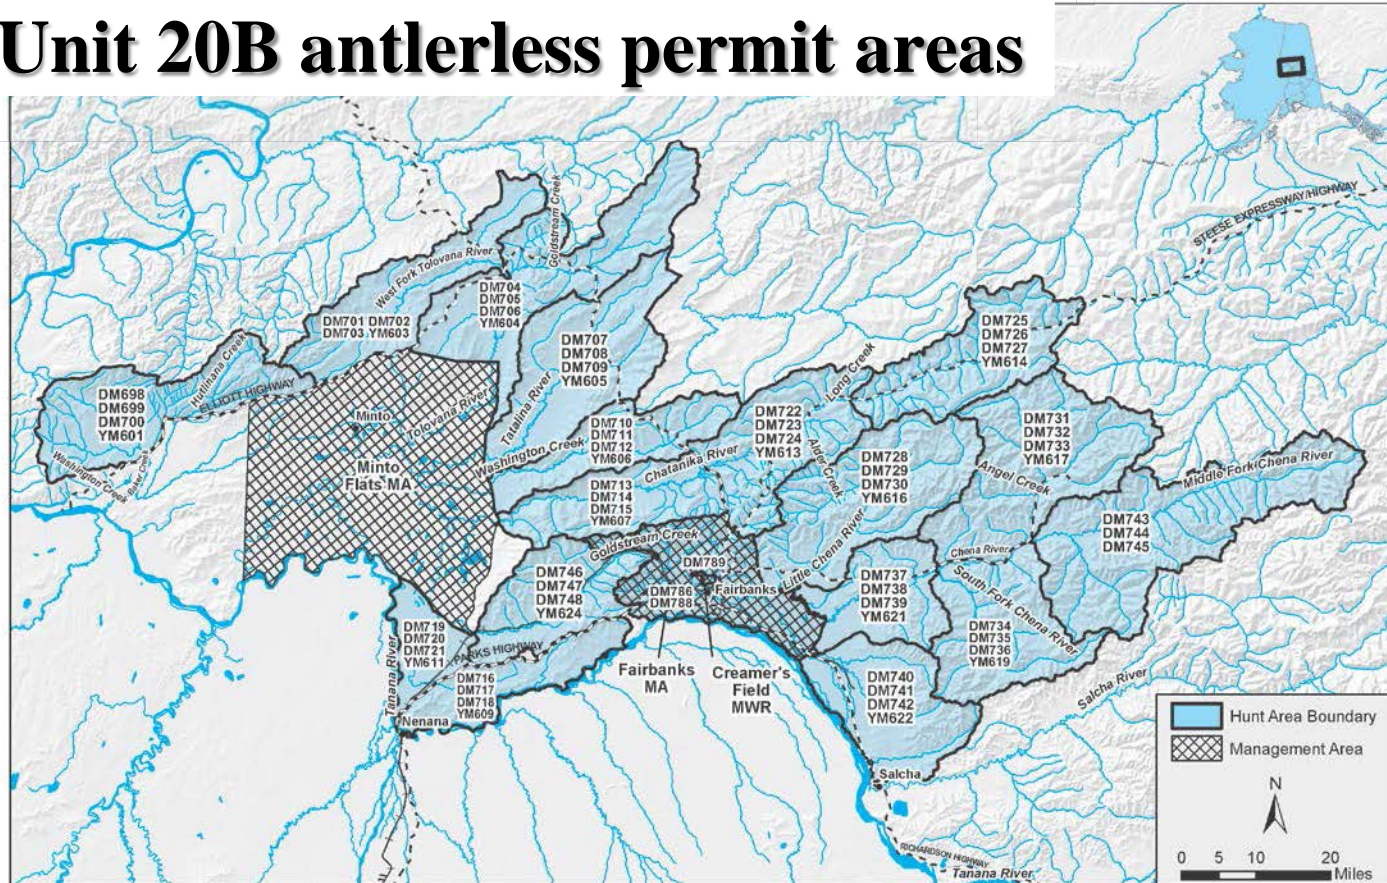 Unit 20B antlerless permit areas
STEESE EXPRESSWAY/HIGHWAY
Goldstream Creek
West Fork Tolovana River
DM704
DM705
DM706
YM604
DM701 DM702
DM703 YM603
DM707
DM708
DM709
YM605
DM725
DM726
DM727
YM614
Hutlinana Creek
ELLIOTT HIGHWAY
DM698
DM699
DM700
YM601
Washington Creek
Baker Creek
Minto
Tolovana River
Minto
Flats MA
Tatalina River
Washington Creek
DM710
DM711
DM712
YM606
Chatanika River
DM713
DM714
DM715
YM607
Long Creek
DM722
DM723
DM724
YM613
Alder Creek
DM728
DM729
DM730
YM616
DM731
DM732
DM733
YM617
Angel Creek
Middle Fork Chena River
DM743
DM744
DM745
Goldstream Creek
DM789
Fairbanks
DM786
DM788
Little Chena River
Chena River
South Fork Chena River
DM746
DM747
DM748
YM624
DM737
DM738
DM739
YM621
DM734
DM735
DM736
YM619
DM719
DM720
DM721
YM611
PARKS HIGHWAY
Tanana River
DM716
DM717
DM718
YM609
Nenana
Fairbanks
MA
Creamer's
Field
MWR
DM740
DM741
DM742
YM622
Salcha River
Salcha
RICHARDSON HIGHWAY
Tanana River
Hunt Area Boundary
Management Area
N
0 5 10 20
Miles